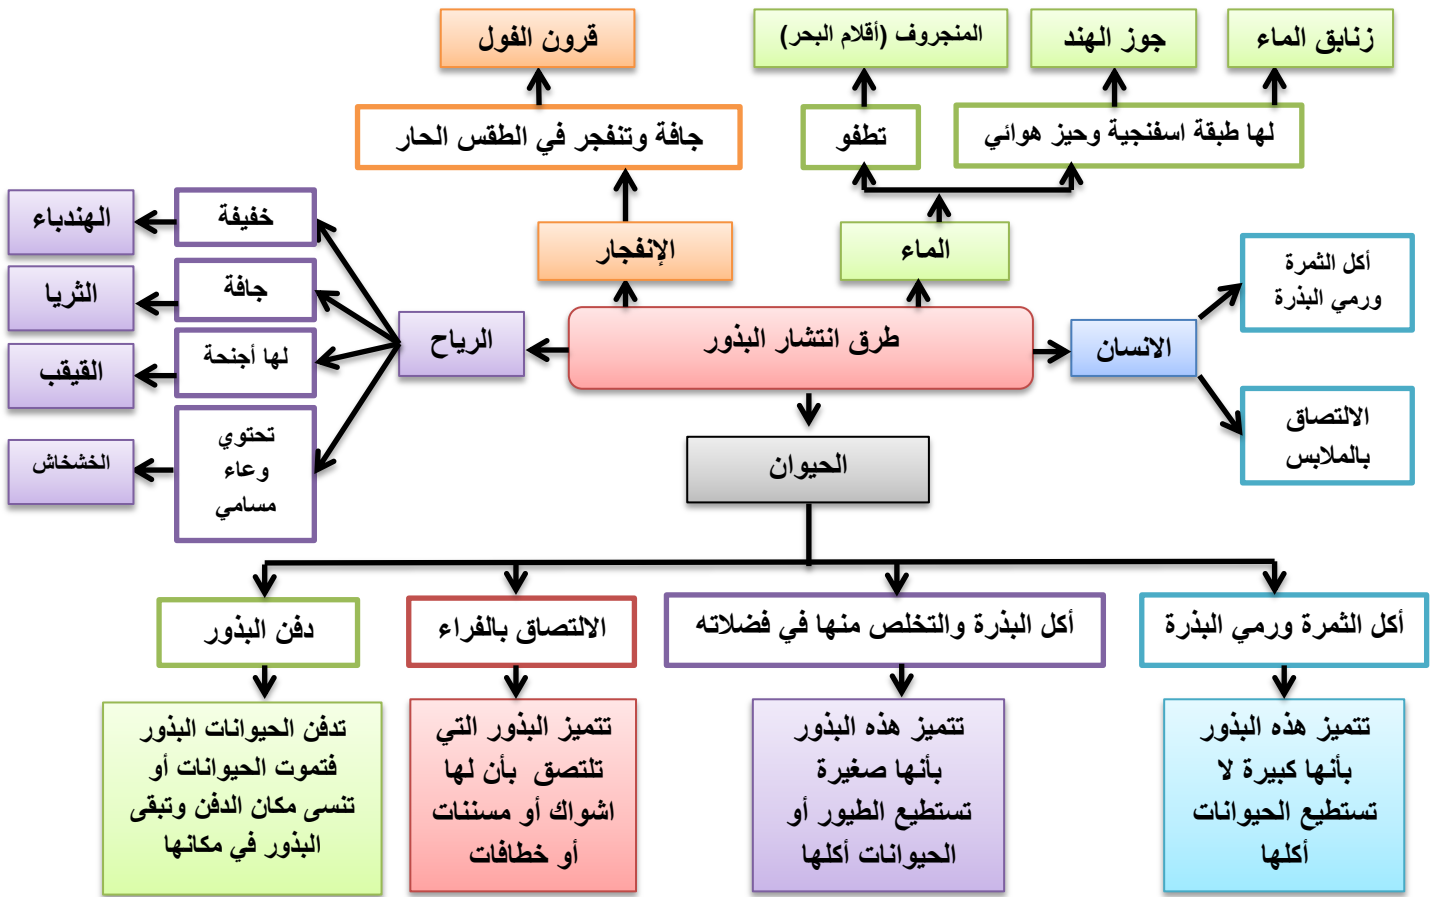 زنابق الماء
جوز الهند
المنجروف (أقلام البحر)
قرون الفول
لها طبقة اسفنجية وحيز هوائي
تطفو
جافة وتنفجر في الطقس الحار
الماء
الإنفجار
خفيفة
الهندباء
جافة
الثريا
لها أجنحة
القيقب
تحتوي
وعاء
مسامي
الخشخاش
الرياح
طرق انتشار البذور
الانسان
أكل الثمرة
ورمي البذرة
الالتصاق
بالملابس
الحيوان
أكل الثمرة ورمي البذرة
أكل البذرة والتخلص منها في فضلاته
الالتصاق بالفراء
دفن البذور
تتميز هذه البذور
بأنها كبيرة لا
تستطيع الحيوانات
أكلها
تتميز هذه البذور
بأنها صغيرة
تستطيع الطيور أو
الحيوانات أكلها
تتميز البذور التي
تلتصق بأن لها
اشواك أو مسننات
أو خطافات
تدفن الحيوانات البذور
فتموت الحيوانات أو
تنسى مكان الدفن وتبقى
البذور في مكانها